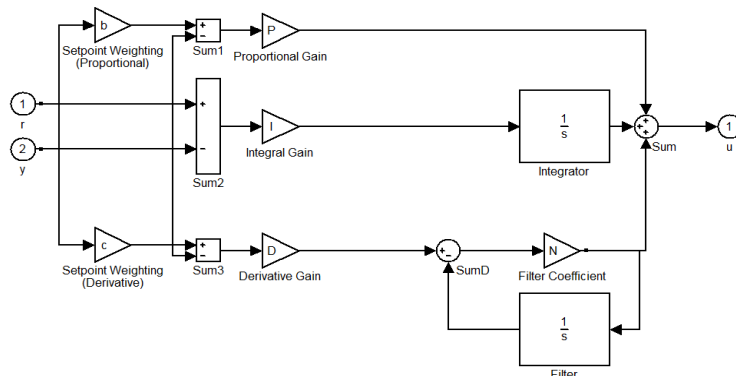 b
+
−
P
Setpoint Weighting
(Proportional)
Sum1
Proportional Gain
1
r
+
−
I
1
s
+
+
+
1
2
y
Integral Gain
Sum2
Integrator
Sum
u
c
+
−
D
+
−
N
Setpoint Weighting
(Derivative)
Sum3
Derivative Gain
SumD
Filter Coefficient
1
s
Filter